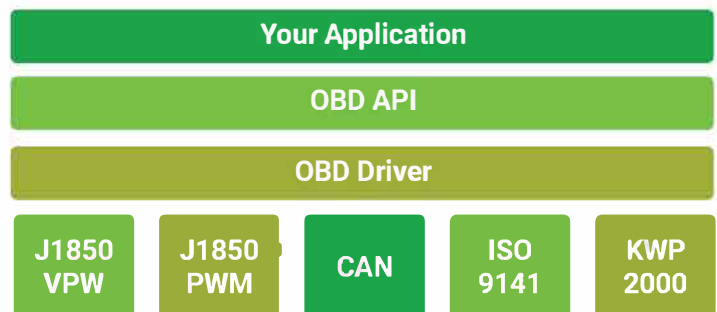 Your Application
OBD API
OBD Driver
J1850
VPW
J1850
PWM
CAN
ISO
9141
KWP
2000